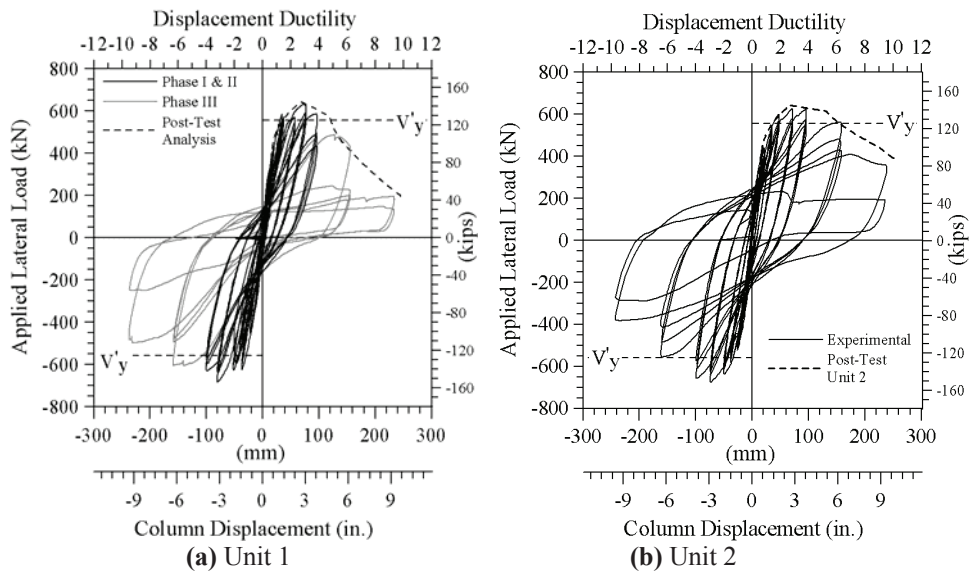 Displacement Ductility
-12 -10 -8 -6 -4 -2 0 2 4 6 8 10 12
800
600
400
200
0
-200
-400
-600
-800
Applied Lateral Load (kN)
Phase I & II
Phase III
Post-Test
Analysis
V'y
V'y
160
120
80
40
0
-40
-80
-120
-160
(kips)
-300 -200 -100 0 100 200 300
(mm)
-9 -6 -3 0 3 6 9
Column Displacement (in.)
(a) Unit 1
Displacement Ductility
-12 -10 -8 -6 -4 -2 0 2 4 6 8 10 12
800
600
400
200
0
-200
-400
-600
-800
Applied Lateral Load (kN)
V'y
V'y
Experimental
Post-Test
Unit 2
160
120
80
40
0
-40
-80
-120
-160
(kips)
-300 -200 -100 0 100 200 300
(mm)
-9 -6 -3 0 3 6 9
Column Displacement (in.)
(b) Unit 2